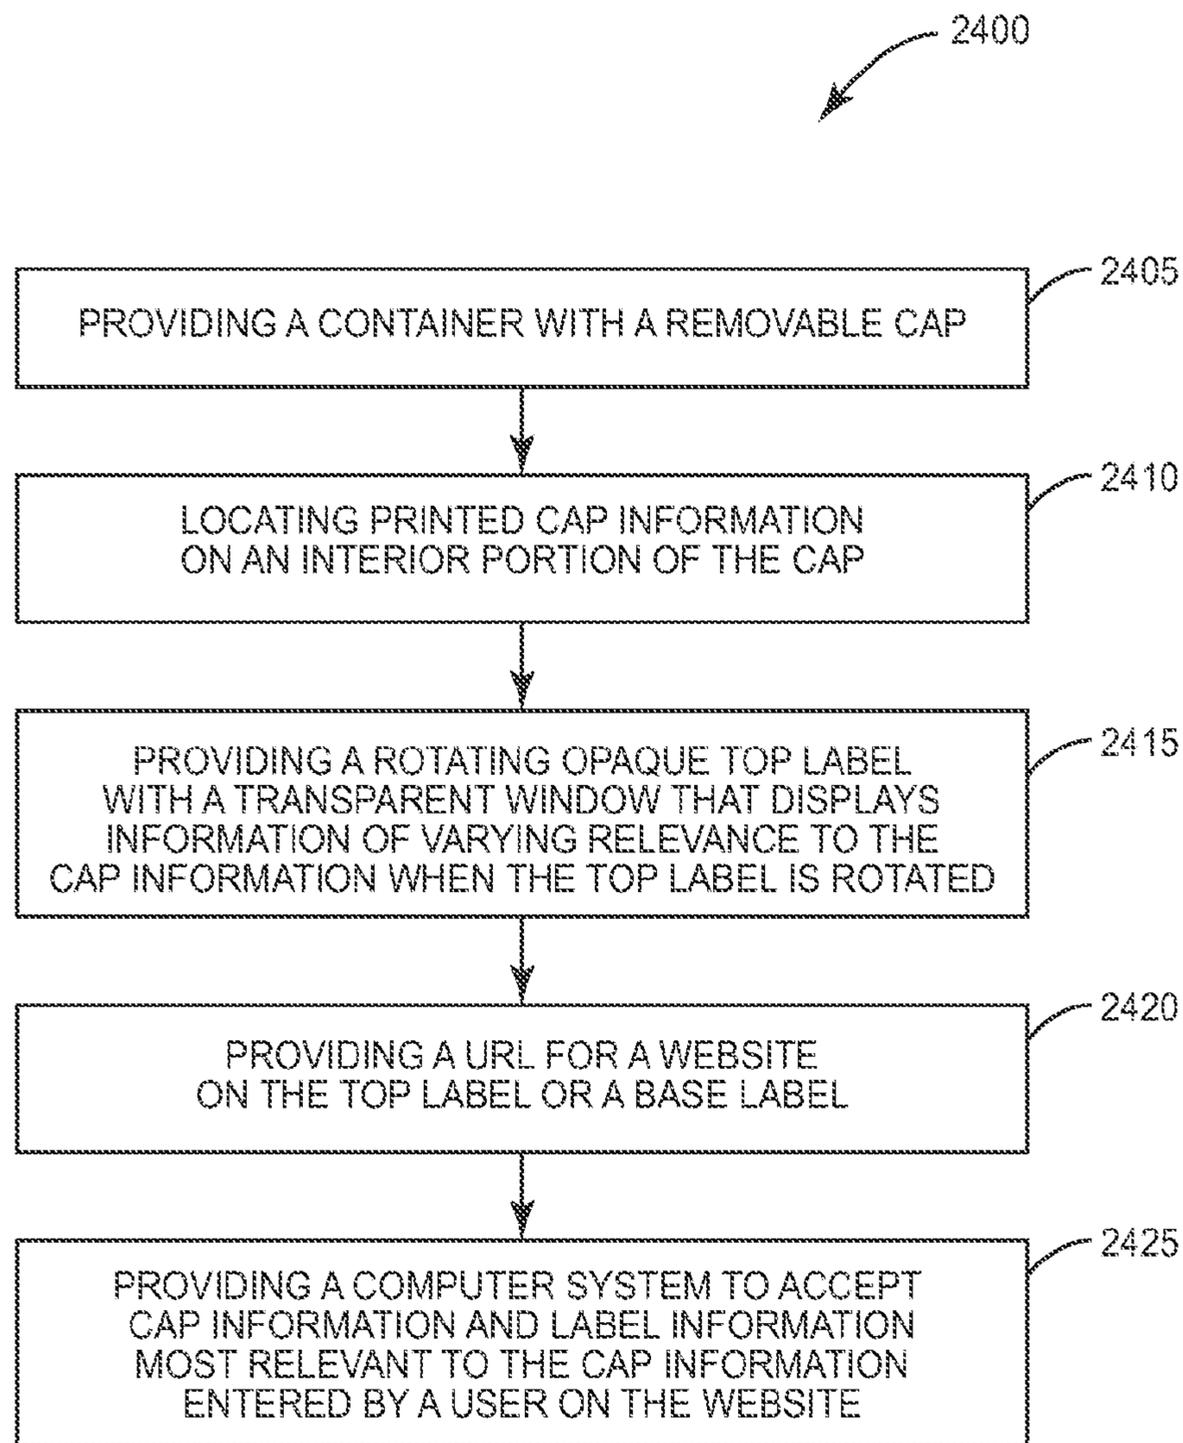 2400
2405
PROVIDING A CONTAINER WITH A REMOVABLE CAP
2410
LOCATING PRINTED CAP INFORMATION
ON AN INTERIOR PORTION OF THE CAP
2415
PROVIDING A ROTATING OPAQUE TOP LABEL
WITH A TRANSPARENT WINDOW THAT DISPLAYS
INFORMATION OF VARYING RELEVANCE TO THE
CAP INFORMATION WHEN THE TOP LABEL IS ROTATED
2420
PROVIDING A URL FOR A WEBSITE
ON THE TOP LABEL OR A BASE LABEL
2425
PROVIDING A COMPUTER SYSTEM TO ACCEPT
CAP INFORMATION AND LABEL INFORMATION
MOST RELEVANT TO THE CAP INFORMATION
ENTERED BY A USER ON THE WEBSITE